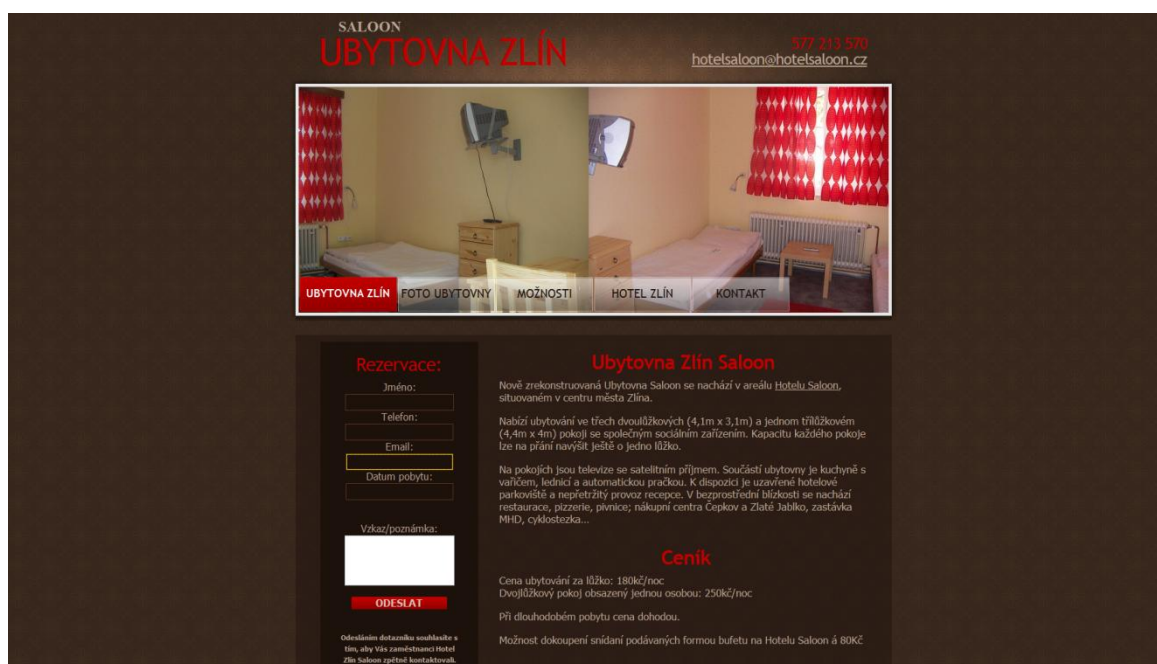 SALOON
UBYTOVNA ZLÍN
577 213 570
hotelsaloon@hotelsaloon.cz
UBYTOVNA ZLÍN FOTO UBYTOVNY MOŽNOSTI HOTEL ZLÍN KONTAKT
Rezervace:
Jméno:
Telefon:
Email:
Datum pobytu:
Vzkaz/poznámka:
ODESLAT
Odesláním dotazníku souhlasíte s
tím, aby Vás zaměstnanci Hotel
Zlín Saloon zpětně kontaktovali.
Ubytovna Zlín Saloon
Nově zrekonstruovaná Ubytovna Saloon se nachází v areálu Hotelu Saloon,
situovaném v centru města Zlína.
Nabízí ubytování ve třech dvoulůžkových (4,1m x 3,1m) a jednom třílůžkovém
(4,4m x 4m) pokoji se společným sociálním zařízením. Kapacitu každého pokoje
lze na přání navýšit ještě o jedno lůžko.
Na pokojích jsou televize se satelitním příjmem. Součástí ubytovny je kuchyně s
vařičem, lednicí a automatickou pračkou. K dispozici je uzavřené hotelové
parkoviště a nepřetržitý provoz recepce. V bezprostřední blízkosti se nachází
restaurace, pizzerie, pivnice; nákupní centra Čepkov a Zlaté Jablko, zastávka
MHD, cyklostezka...
Ceník
Cena ubytování za lůžko: 180kč/noc
Dvojlůžkový pokoj obsazený jednou osobou: 250kč/noc
Při dlouhodobém pobytu cena dohodou.
Možnost dokoupení snídaní podávaných formou bufetu na Hotelu Saloon á 80Kč